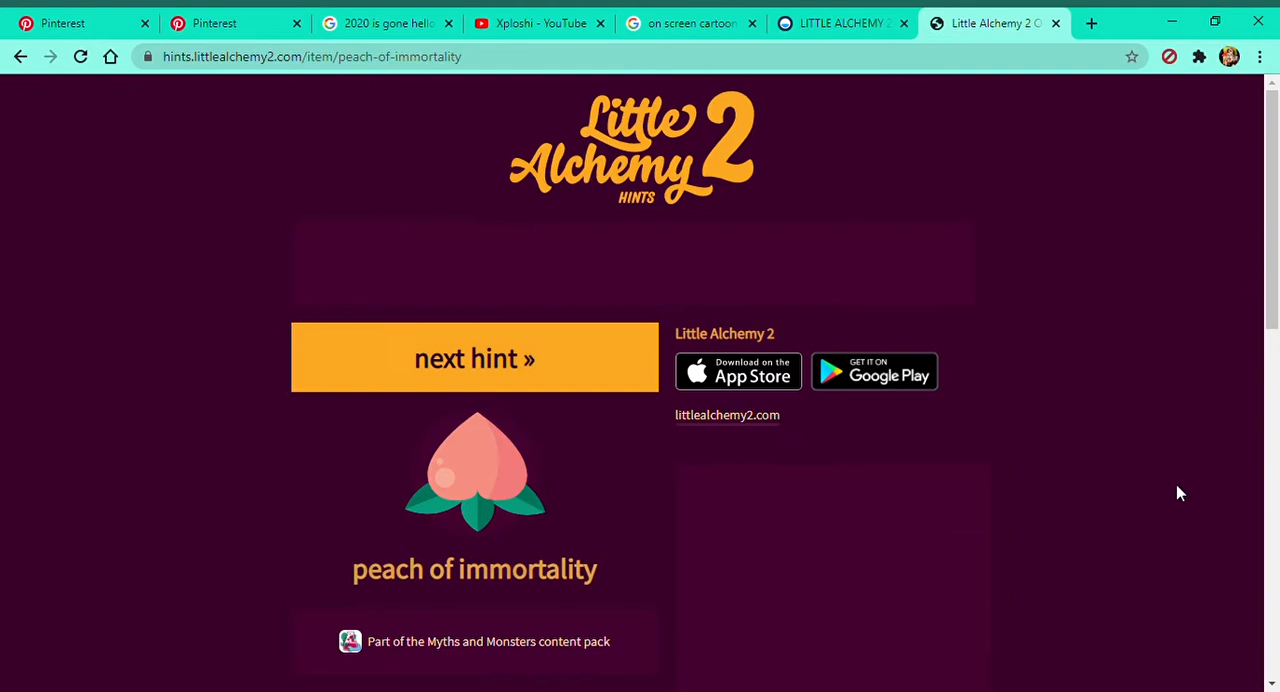 Pinterest
Pinterest
2020 is gone hello
Xploshi - YouTube
on screen cartoon
LITTLE ALCHEMY 2
Little Alchemy 2 O
hints.littlealchemy2.com/item/peach-of-immortality
Little
Alchemy 2
HINTS
next hint »
Little Alchemy 2
Download on the
App Store
GET IT ON
Google Play
littlealchemy2.com
peach of immortality
Part of the Myths and Monsters content pack